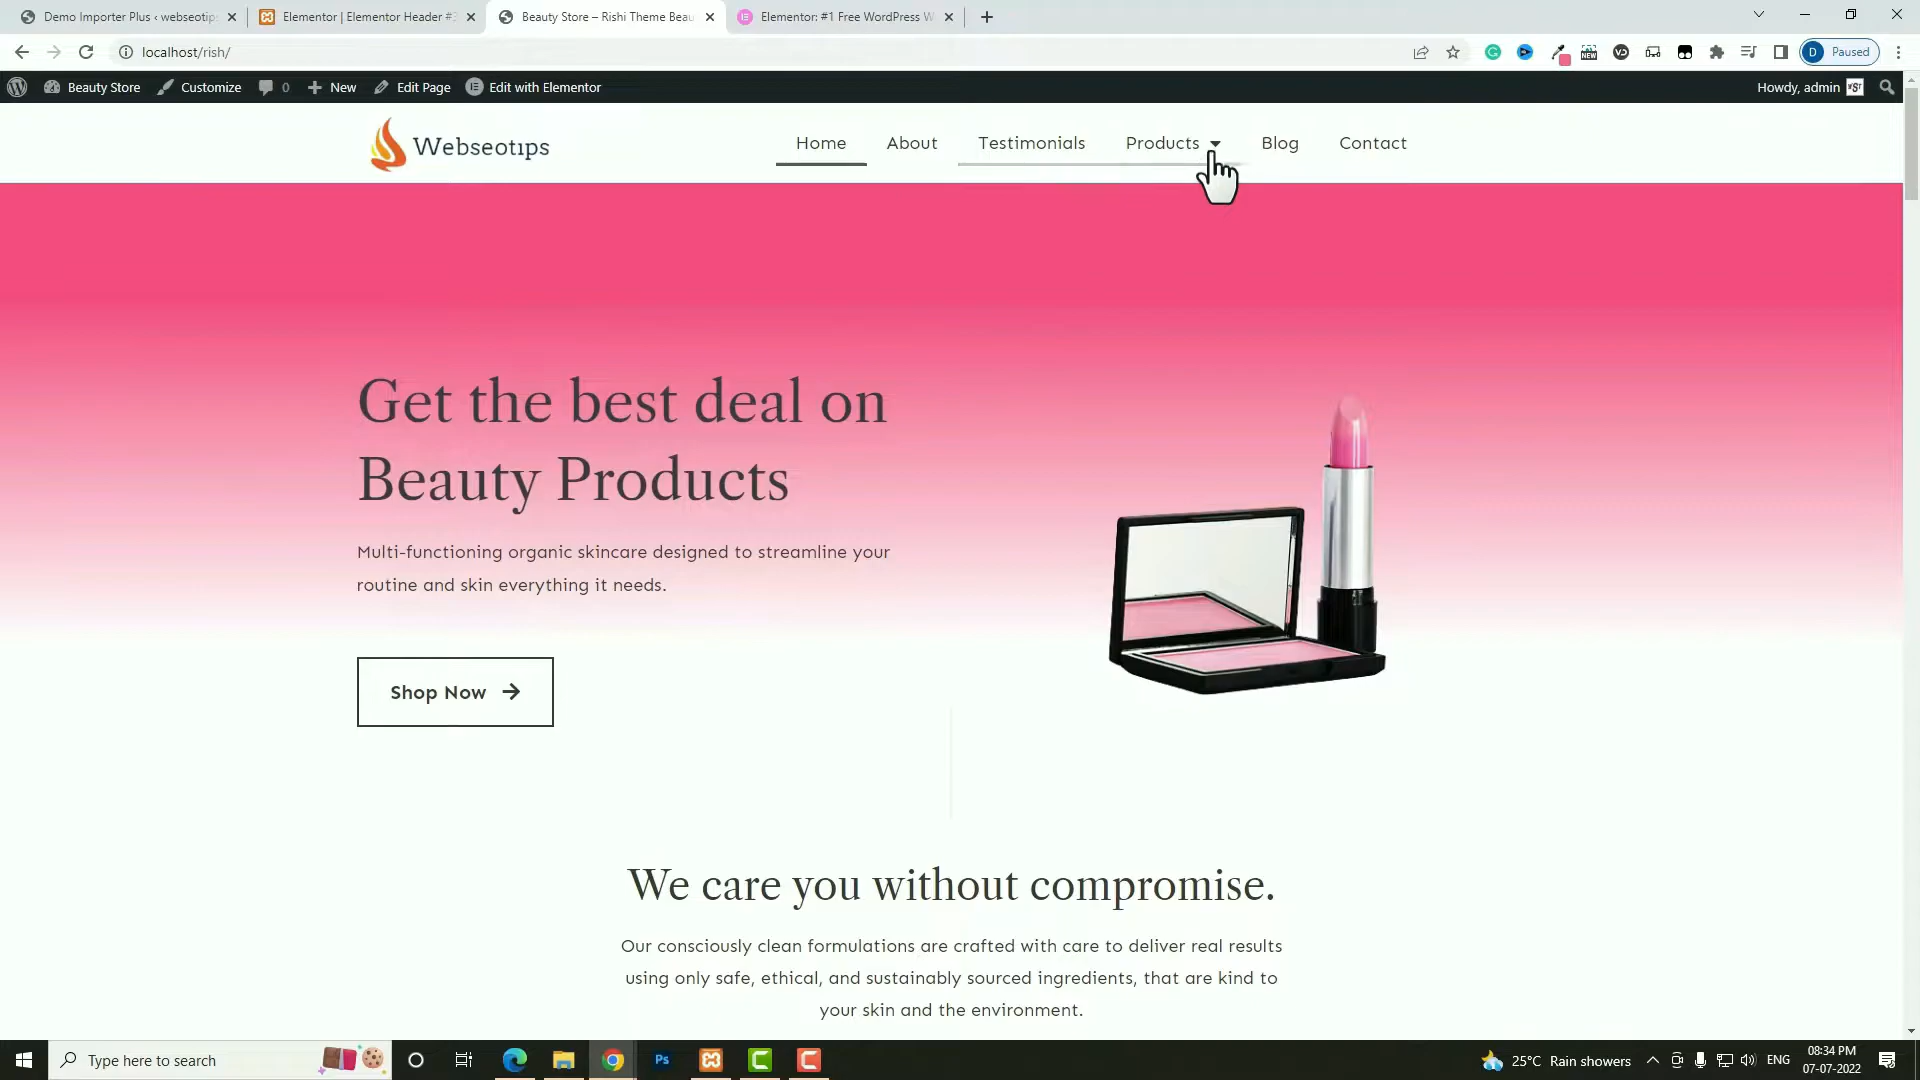 Demo Importer Plus ‹ webseotip
Elementor | Elementor Header #3
Beauty Store – Rishi Theme Beau
Elementor: #1 Free WordPress W
localhost/rish/
D Paused
Beauty Store
Customize
0
New
Edit Page
Edit with Elementor
Howdy, admin
Webseotips
Home
About
Testimonials
Products
Blog
Contact
Get the best deal on
Beauty Products
Multi-functioning organic skincare designed to streamline your
routine and skin everything it needs.
Shop Now
We care you without compromise.
Our consciously clean formulations are crafted with care to deliver real results
using only safe, ethical, and sustainably sourced ingredients, that are kind to
your skin and the environment.
Type here to search
Ps
25°C Rain showers
ENG
08:34 PM
07-07-2022